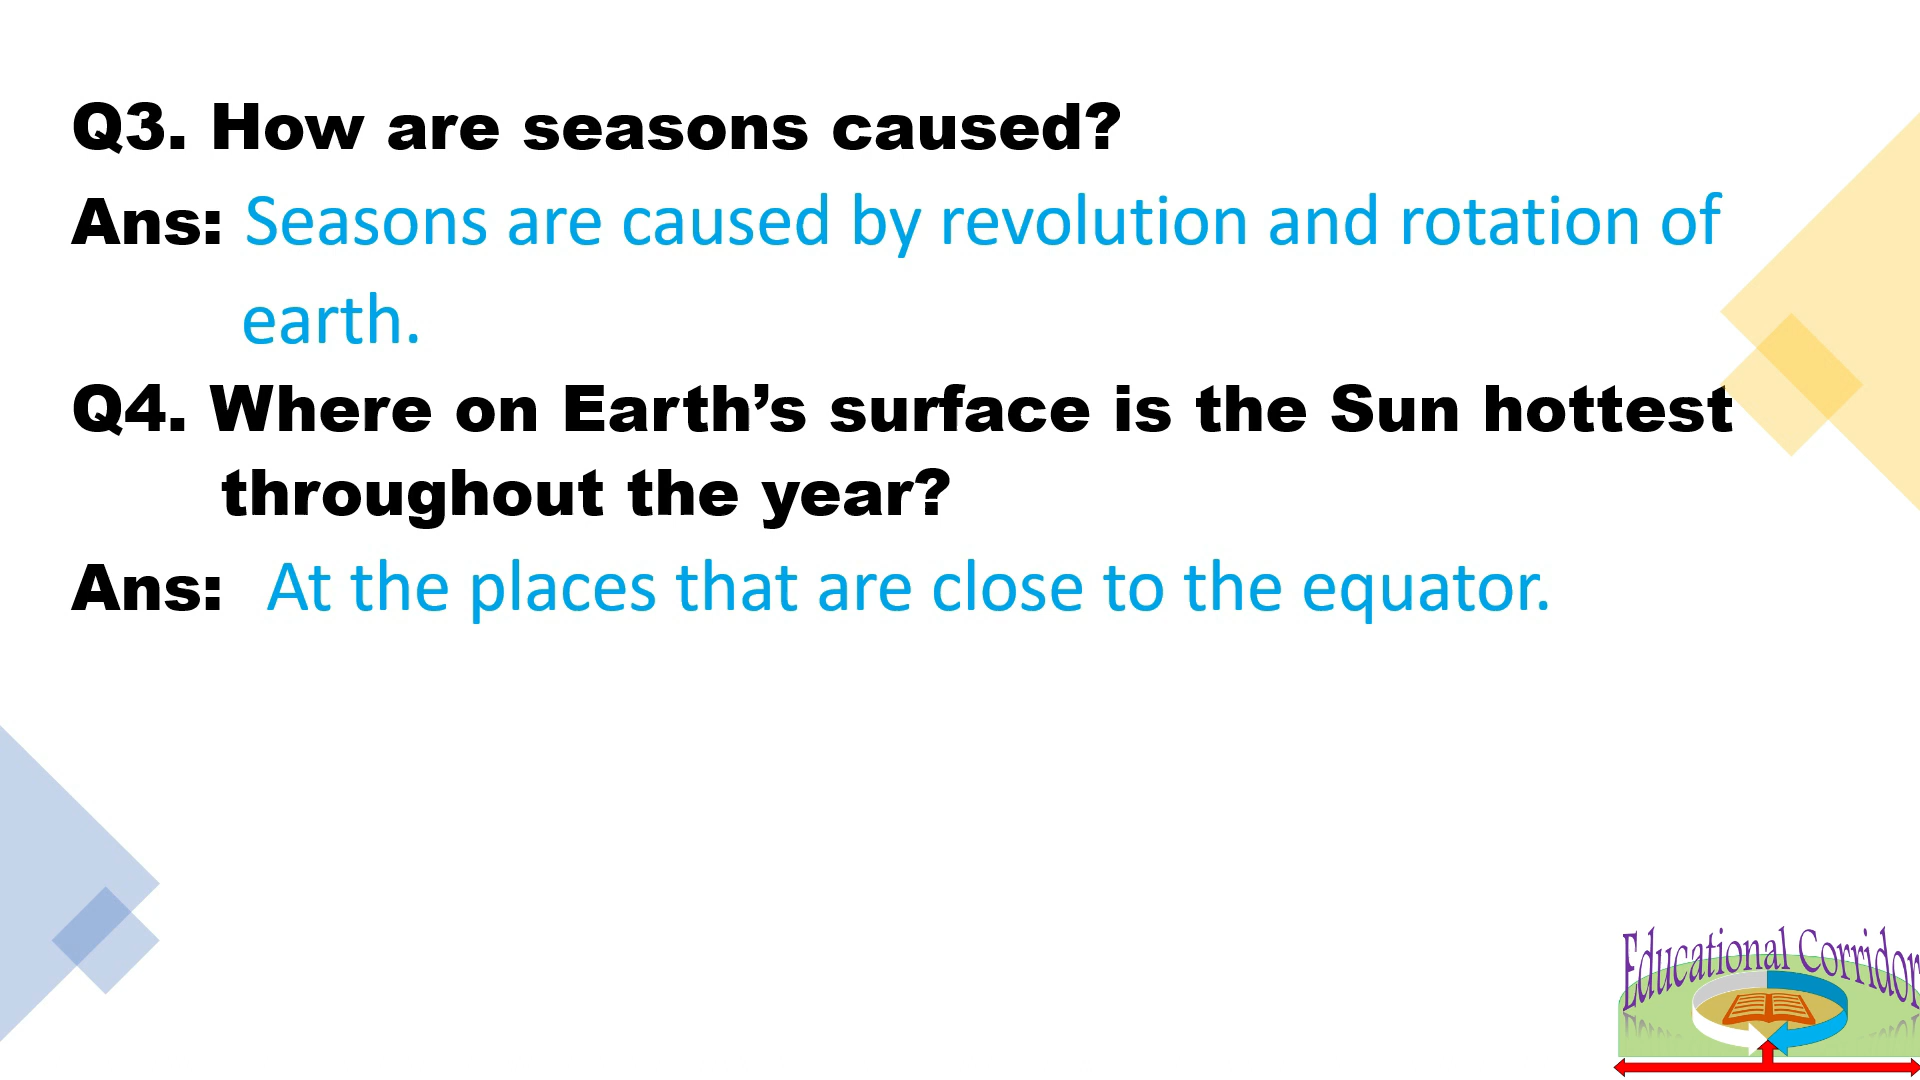 Q3. How are seasons caused?
Ans: Seasons are caused by revolution and rotation of
earth.
Q4. Where on Earth’s surface is the Sun hottest
throughout the year?
Ans: At the places that are close to the equator.
Educational Corridor